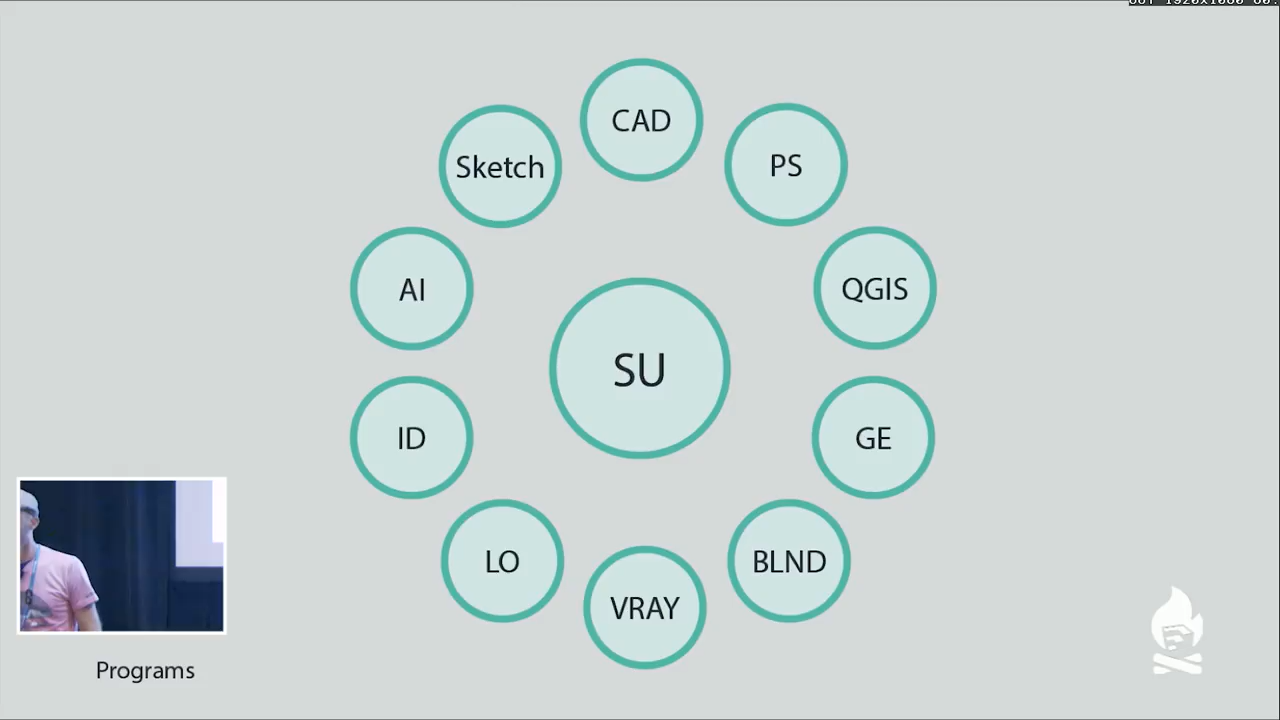 CAD
Sketch
PS
AI
QGIS
SU
ID
GE
LO
BLND
VRAY
Programs